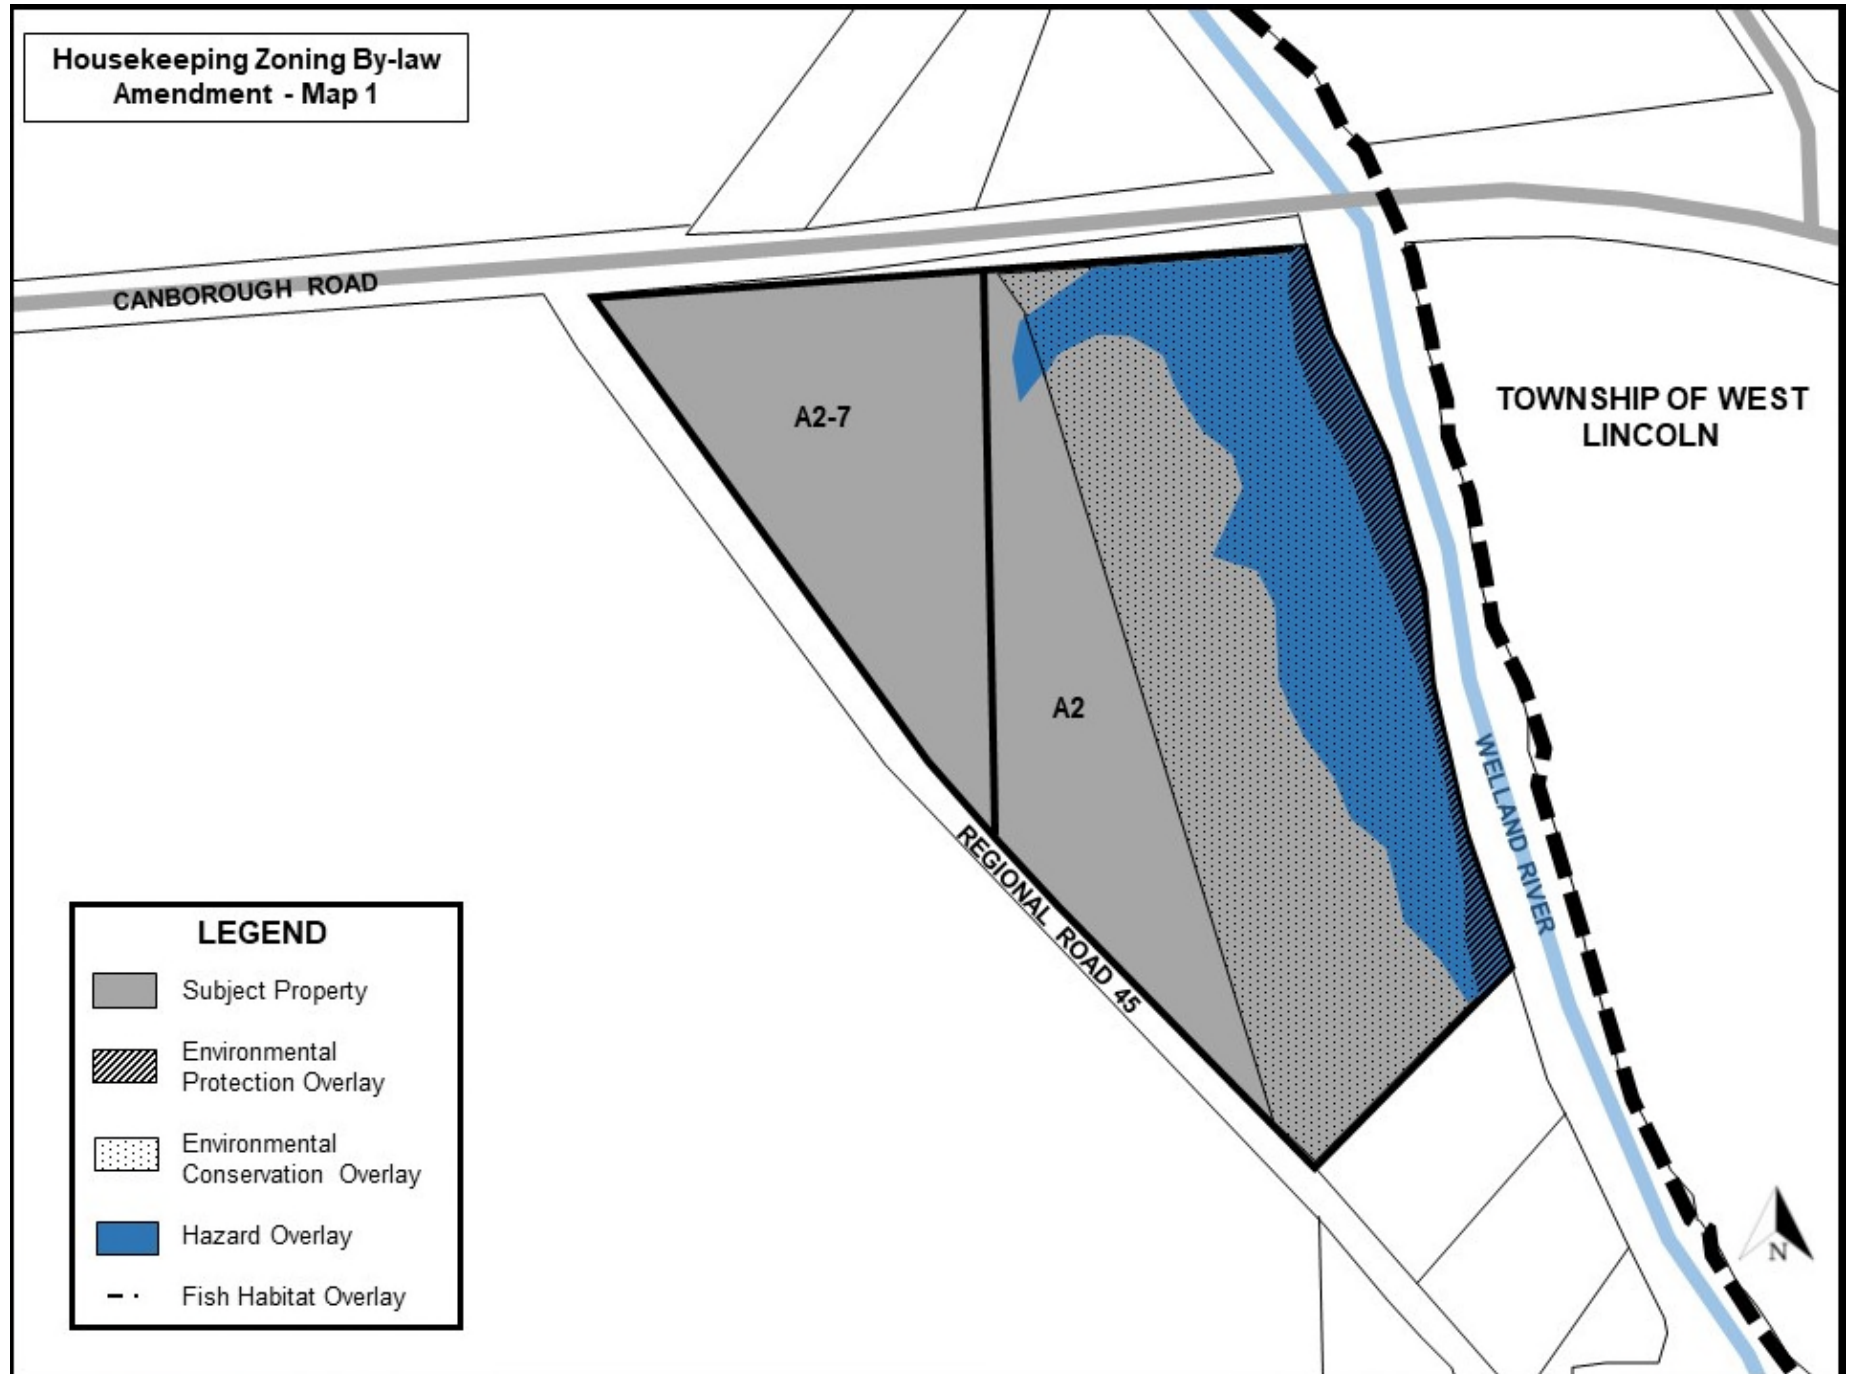 Housekeeping Zoning By-law
Amendment - Map 1
CANBOROUGH ROAD
A2-7
TOWNSHIP OF WEST
LINCOLN
A2
WELLAND RIVER
REGIONAL ROAD 45
LEGEND
Subject Property
Environmental
Protection Overlay
Environmental
Conservation Overlay
Hazard Overlay
Fish Habitat Overlay
N